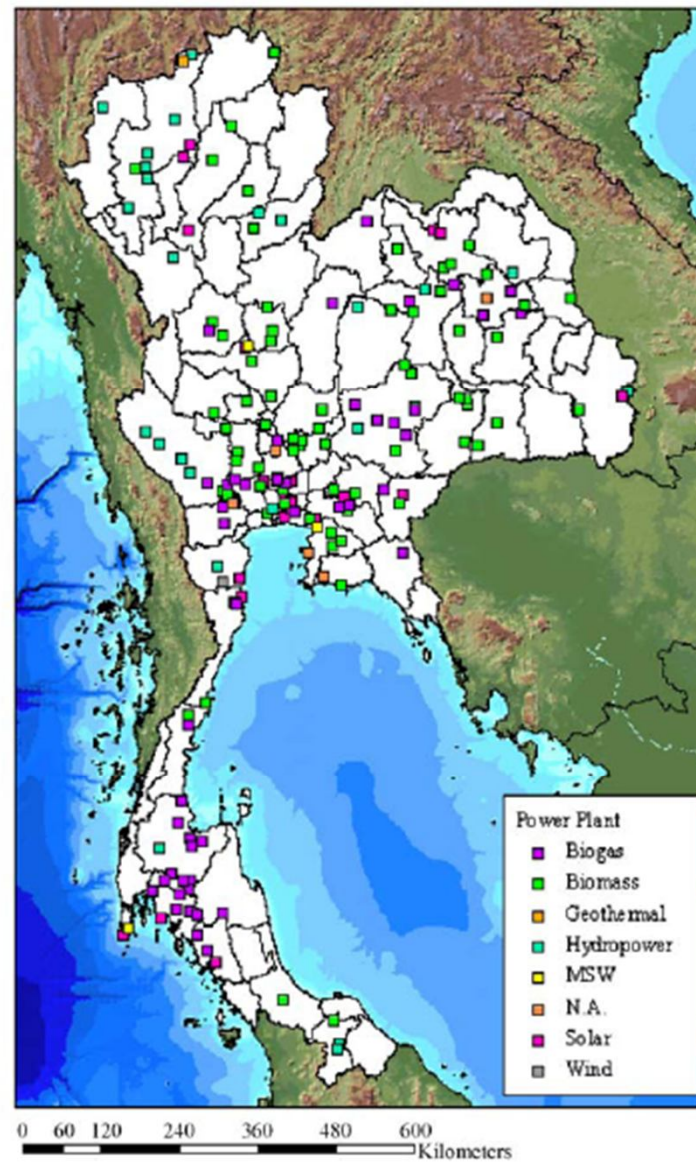 Power Plant
Biogas
Biomass
Geothermal
Hydropower
MSW
N.A.
Solar
Wind
0 60 120 240 360 480 600
Kilometers